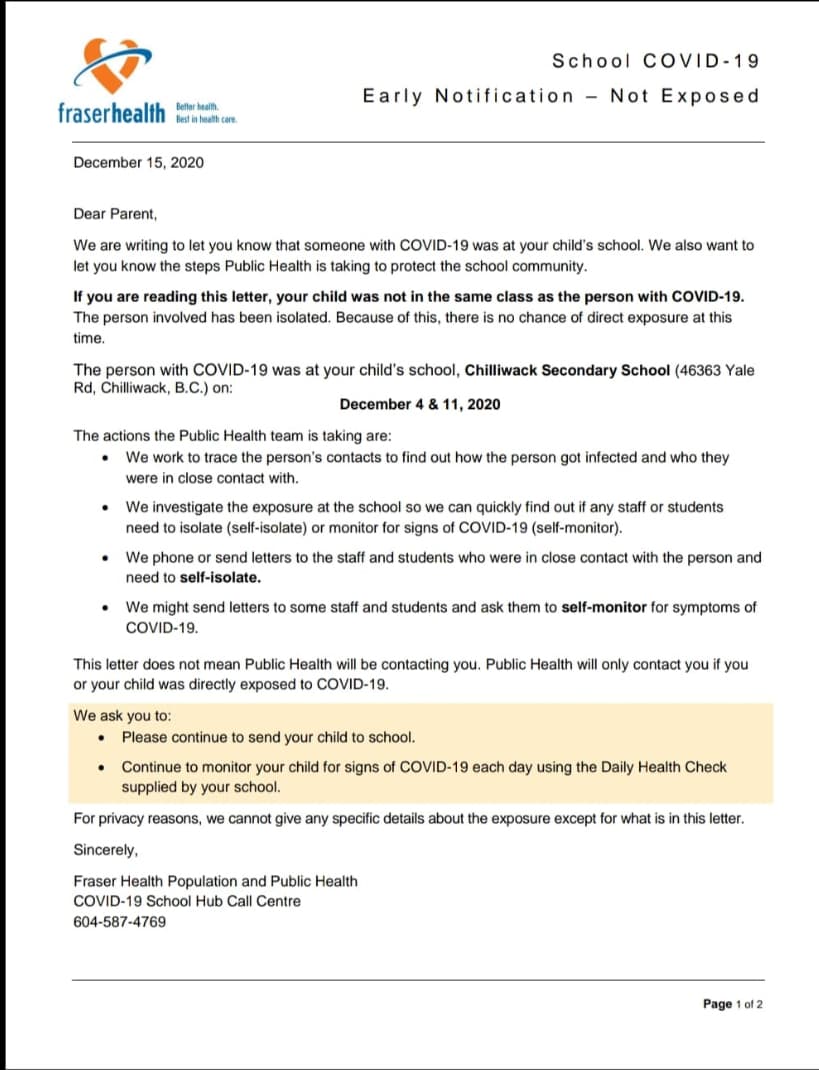 School COVID-19
Early Notification – Not Exposed
fraserhealth
Better health.
Best in health care.
December 15, 2020
Dear Parent,
We are writing to let you know that someone with COVID-19 was at your child's school. We also want to
let you know the steps Public Health is taking to protect the school community.
If you are reading this letter, your child was not in the same class as the person with COVID-19.
The person involved has been isolated. Because of this, there is no chance of direct exposure at this
time.
The person with COVID-19 was at your child's school, Chilliwack Secondary School (46363 Yale
Rd, Chilliwack, B.C.) on:
December 4 & 11, 2020
The actions the Public Health team is taking are:
• We work to trace the person's contacts to find out how the person got infected and who they
were in close contact with.
• We investigate the exposure at the school so we can quickly find out if any staff or students
need to isolate (self-isolate) or monitor for signs of COVID-19 (self-monitor).
• We phone or send letters to the staff and students who were in close contact with the person and
need to self-isolate.
• We might send letters to some staff and students and ask them to self-monitor for symptoms of
COVID-19.
This letter does not mean Public Health will be contacting you. Public Health will only contact you if you
or your child was directly exposed to COVID-19.
We ask you to:
• Please continue to send your child to school.
• Continue to monitor your child for signs of COVID-19 each day using the Daily Health Check
supplied by your school.
For privacy reasons, we cannot give any specific details about the exposure except for what is in this letter.
Sincerely,
Fraser Health Population and Public Health
COVID-19 School Hub Call Centre
604-587-4769
Page 1 of 2